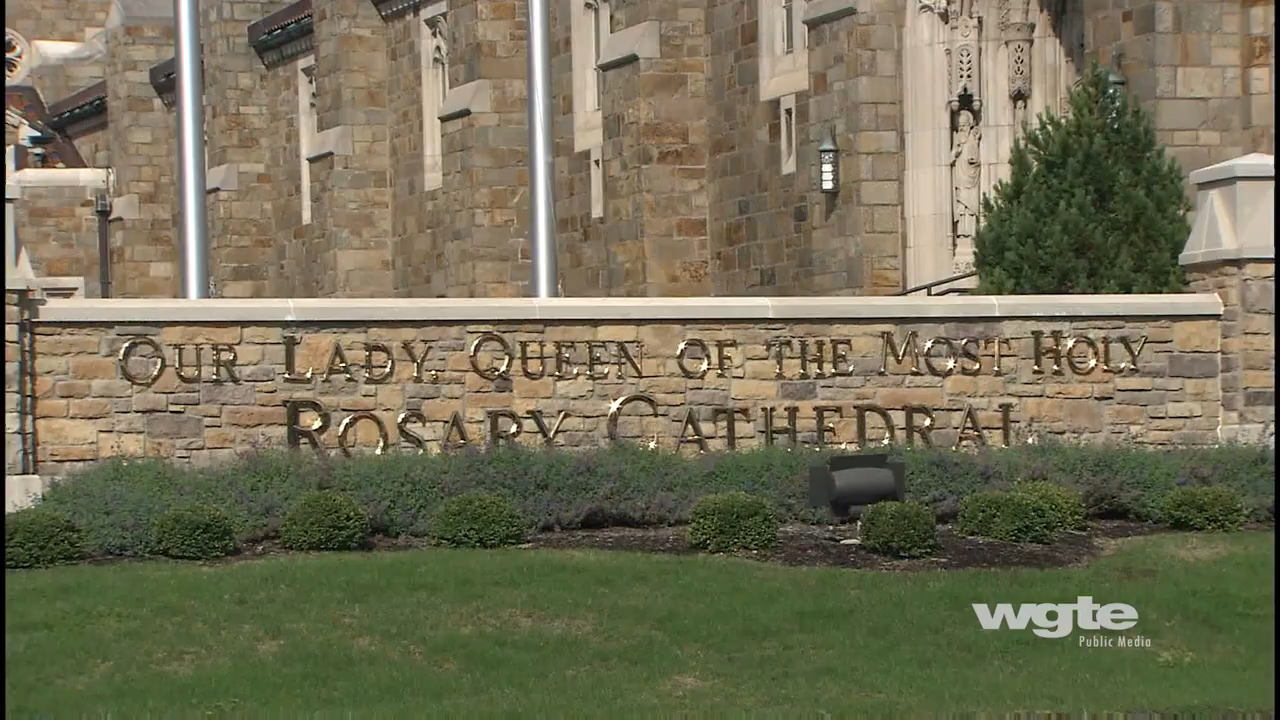 OUR LADY, QUEEN OF THE MOST HOLY
ROSARY CATHEDRAL
wgte
Public Media